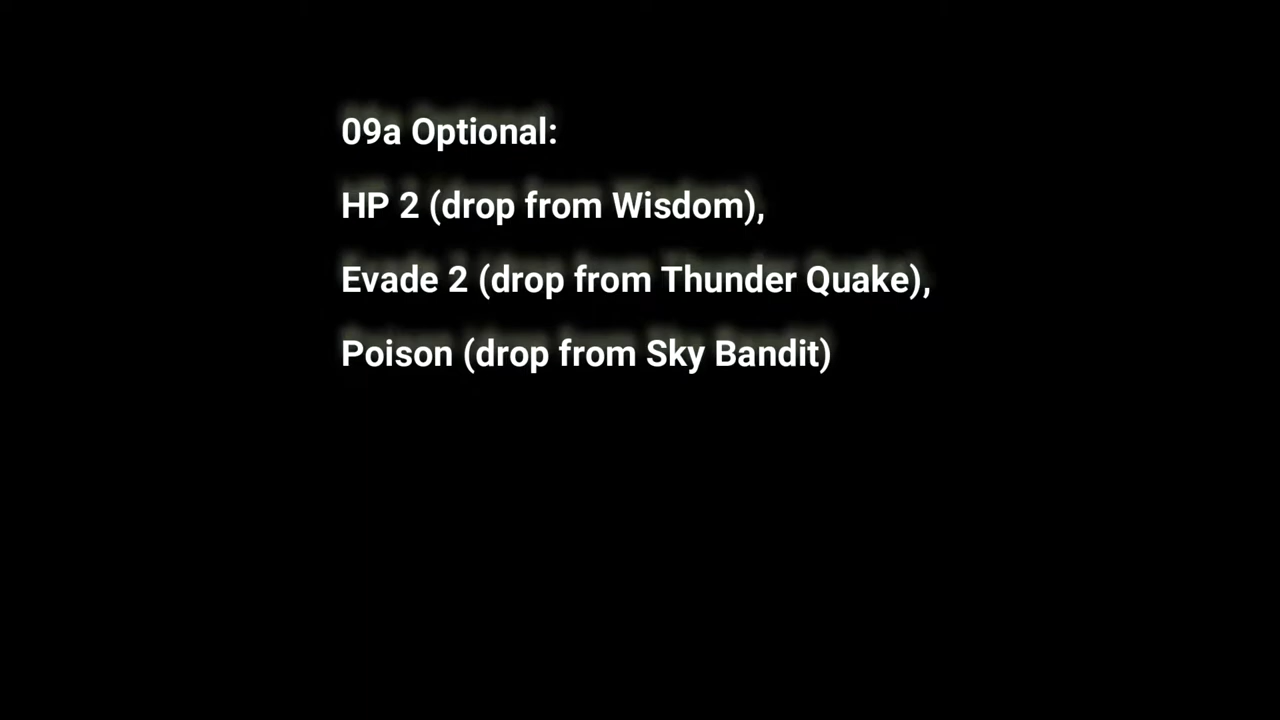 09a Optional:
HP 2 (drop from Wisdom),
Evade 2 (drop from Thunder Quake),
Poison (drop from Sky Bandit)